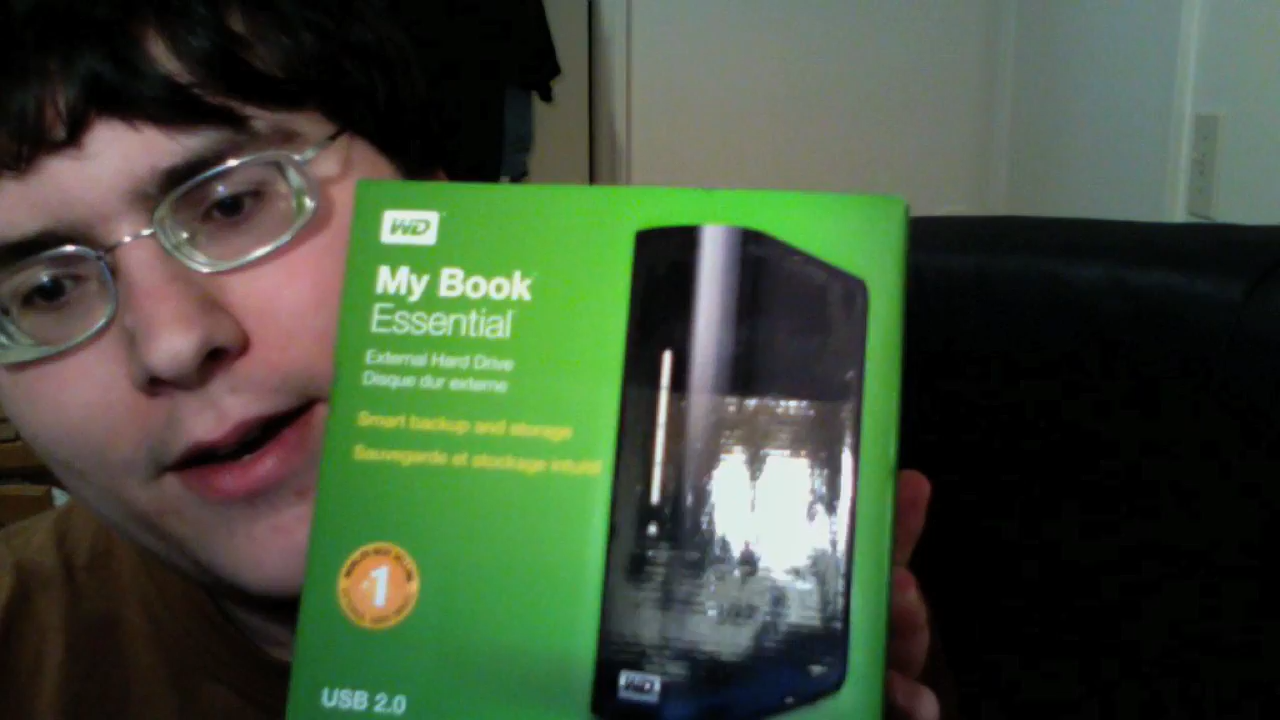 WD
My Book
Essential
External Hard Drive
Disque dur externe
Smart backup and storage
Sauvegarde et stockage intuitif
1
USB 2.0
WD